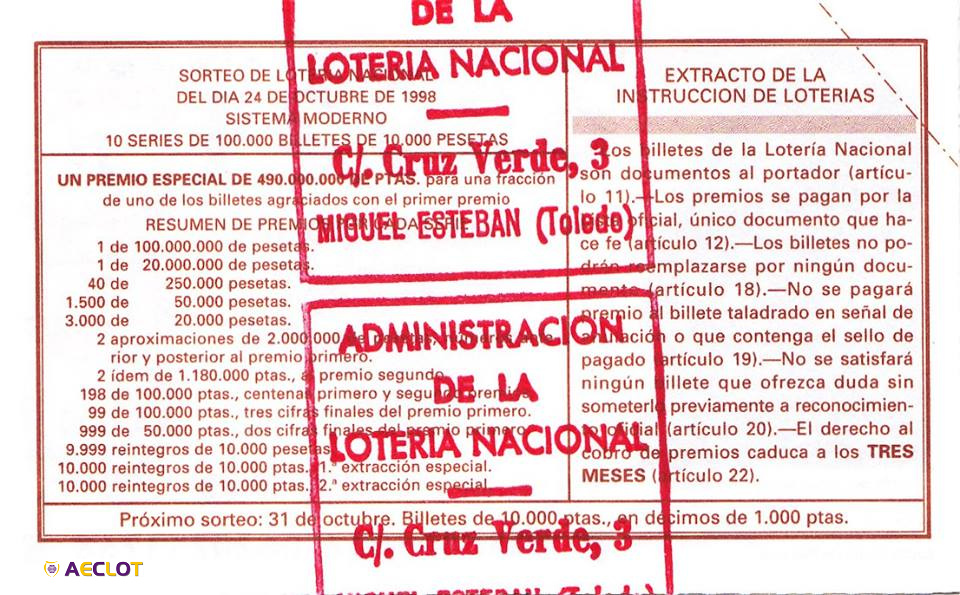 SORTEO DE LOTERIA NACIONAL
DEL DIA 24 DE OCTUBRE DE 1998
SISTEMA MODERNO
10 SERIES DE 100.000 BILLETES DE 10.000 PESETAS
UN PREMIO ESPECIAL DE 490.000.000 DE PTAS. para una fracción
de uno de los billetes agraciados con el primer premio
RESUMEN DE PREMIOS POR CADA SERIE
1 de 100.000.000 de pesetas.
1 de 20.000.000 de pesetas.
40 de 250.000 pesetas.
1.500 de 50.000 pesetas.
3.000 de 20.000 pesetas.
2 aproximaciones de 2.000.000 de pesetas, números ante-
rior y posterior al premio primero.
2 ídem de 1.180.000 ptas., al premio segundo.
198 de 100.000 ptas., centenas primero y segundo premios.
99 de 100.000 ptas., tres cifras finales del premio primero.
999 de 50.000 ptas., dos cifras finales del premio primero.
9.999 reintegros de 10.000 pesetas.
10.000 reintegros de 10.000 ptas. 1.ª extracción especial.
10.000 reintegros de 10.000 ptas. 2.ª extracción especial.
EXTRACTO DE LA
INSTRUCCION DE LOTERIAS
Los billetes de la Lotería Nacional
son documentos al portador (artícu-
lo 11).—Los premios se pagan por la
oficial, único documento que ha-
ce fe (artículo 12).—Los billetes no po-
drán reemplazarse por ningún docu-
mento (artículo 18).—No se pagará
premio al billete taladrado en señal de
anulación o que contenga el sello de
pagado (artículo 19).—No se satisfará
ningún billete que ofrezca duda sin
someterlo previamente a reconocimien-
to oficial (artículo 20).—El derecho al
cobro de premios caduca a los TRES
MESES (artículo 22).
Próximo sorteo: 31 de octubre. Billetes de 10.000 ptas., en décimos de 1.000 ptas.
DE LA
LOTERIA NACIONAL
C/. Cruz Verde, 3
MIGUEL ESTEBAN (Toledo)
ADMINISTRACION
DE LA
LOTERIA NACIONAL
C/. Cruz Verde, 3
MIGUEL ESTEBAN (Toledo)
AECLOT